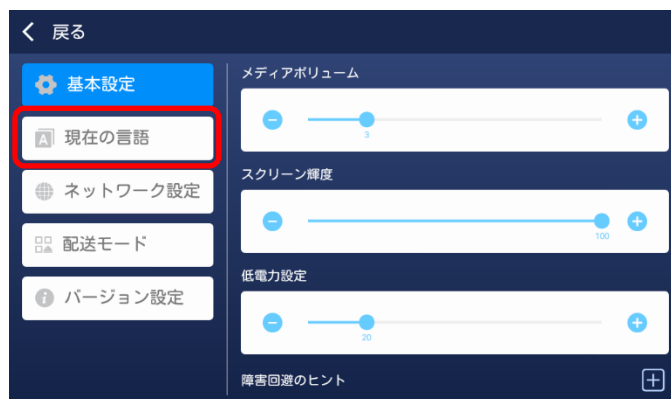 戻る
基本設定
現在の言語
ネットワーク設定
配送モード
バージョン設定
メディアボリューム
3
スクリーン輝度
100
低電力設定
20
障害回避のヒント